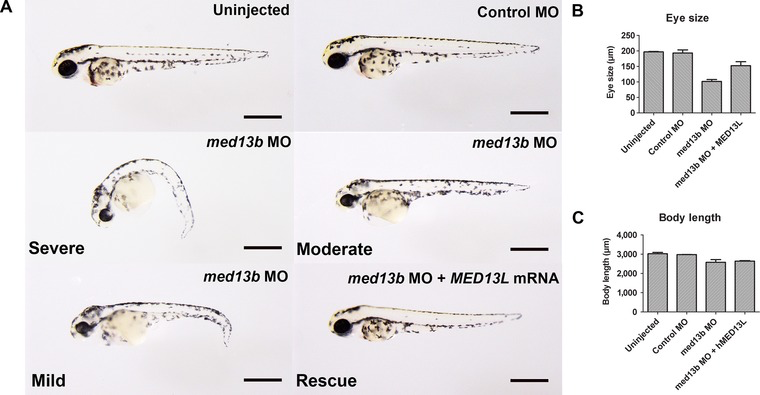 A
Uninjected
Control MO
med13b MO
Severe
med13b MO
Moderate
med13b MO
Mild
med13b MO + MED13L mRNA
Rescue
B
Eye size
Eye size (µm)
250
200
150
100
50
0
Uninjected
Control MO
med13b MO
med13b MO + MED13L
C
Body length
Body length (µm)
4,000
3,000
2,000
1,000
0
Uninjected
Control MO
med13b MO
med13b MO + hMED13L